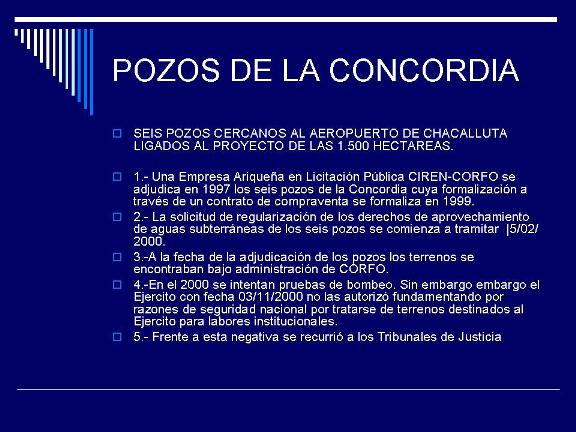 POZOS DE LA CONCORDIA
SEIS POZOS CERCANOS AL AEROPUERTO DE CHACALLUTA
LIGADOS AL PROYECTO DE LAS 1.500 HECTAREAS.
1.- Una Empresa Ariqueña en Licitación Pública CIREN-CORFO se
adjudica en 1997 los seis pozos de la Concordia cuya formalización a
través de un contrato de compraventa se formaliza en 1999.
2.- La solicitud de regularización de los derechos de aprovechamiento
de aguas subterráneas de los seis pozos se comienza a tramitar |5/02/
2000.
3.-A la fecha de la adjudicación de los pozos los terrenos se
encontraban bajo administración de CORFO.
4.-En el 2000 se intentan pruebas de bombeo. Sin embargo embargo el
Ejercito con fecha 03/11/2000 no las autorizó fundamentando por
razones de seguridad nacional por tratarse de terrenos destinados al
Ejercito para labores institucionales.
5.- Frente a esta negativa se recurrió a los Tribunales de Justicia